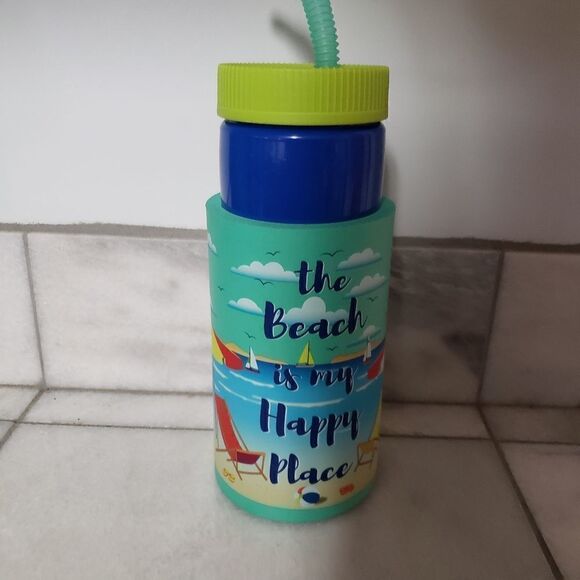 the
Beach
is my
Happy
Place